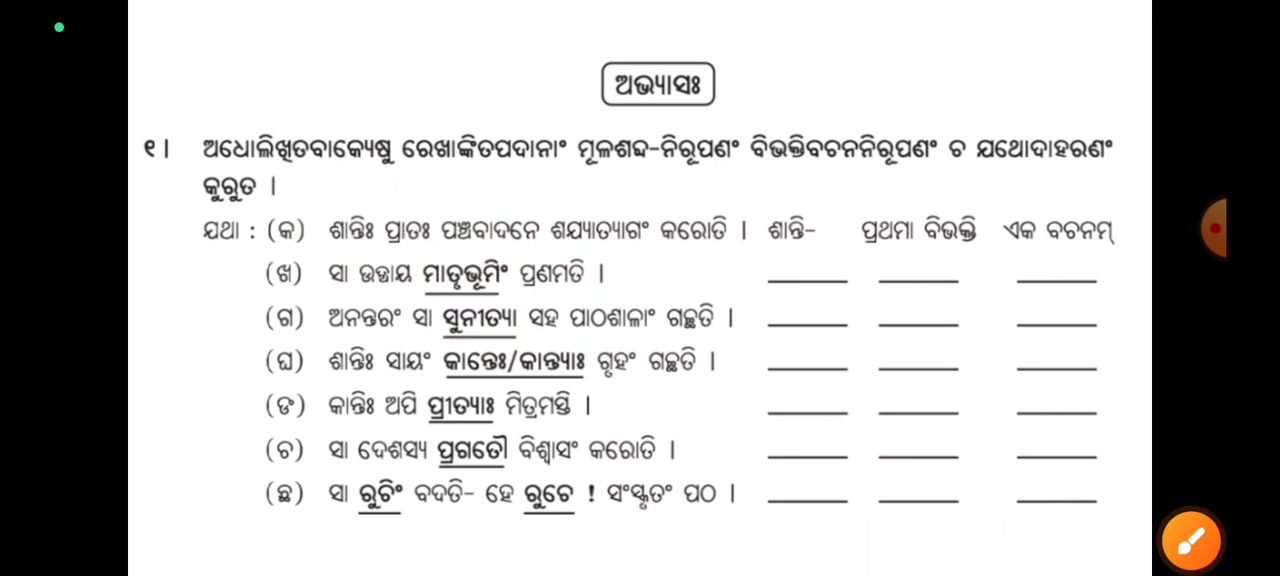 ଅଭ୍ୟାସଃ
୧। ଅଧୋଲିଖିତବାକ୍ୟେଷୁ ରେଖାଙ୍କିତପଦାନାଂ ମୂଳଶବ୍ଦ-ନିରୂପଣଂ ବିଭକ୍ତିବଚନନିରୂପଣଂ ଚ ଯଥୋଦାହରଣଂ
କୁରୁତ ।
ଯଥା : (କ) ଶାନ୍ତିଃ ପ୍ରାତଃ ପଞ୍ଚବାଦନେ ଶଯ୍ୟାତ୍ୟାଗଂ କରୋତି । ଶାନ୍ତି- ପ୍ରଥମା ବିଭକ୍ତି ଏକ ବଚନମ୍
(ଖ) ସା ଉତ୍ଥାୟ ମାତୃଭୂମିଂ ପ୍ରଣମତି ।
(ଗ) ଅନନ୍ତରଂ ସା ସୁନୀତ୍ୟା ସହ ପାଠଶାଳାଂ ଗଚ୍ଛତି ।
(ଘ) ଶାନ୍ତିଃ ସାୟଂ କାନ୍ତେଃ/କାନ୍ତ୍ୟାଃ ଗୃହଂ ଗଚ୍ଛତି ।
(ଙ) କାନ୍ତିଃ ଅପି ପ୍ରୀତ୍ୟାଃ ମିତ୍ରମସ୍ତି ।
(ଚ) ସା ଦେଶସ୍ୟ ପ୍ରଗତୌ ବିଶ୍ୱାସଂ କରୋତି ।
(ଛ) ସା ରୁଚିଂ ବଦତି- ହେ ରୁଚେ ! ସଂସ୍କୃତଂ ପଠ ।